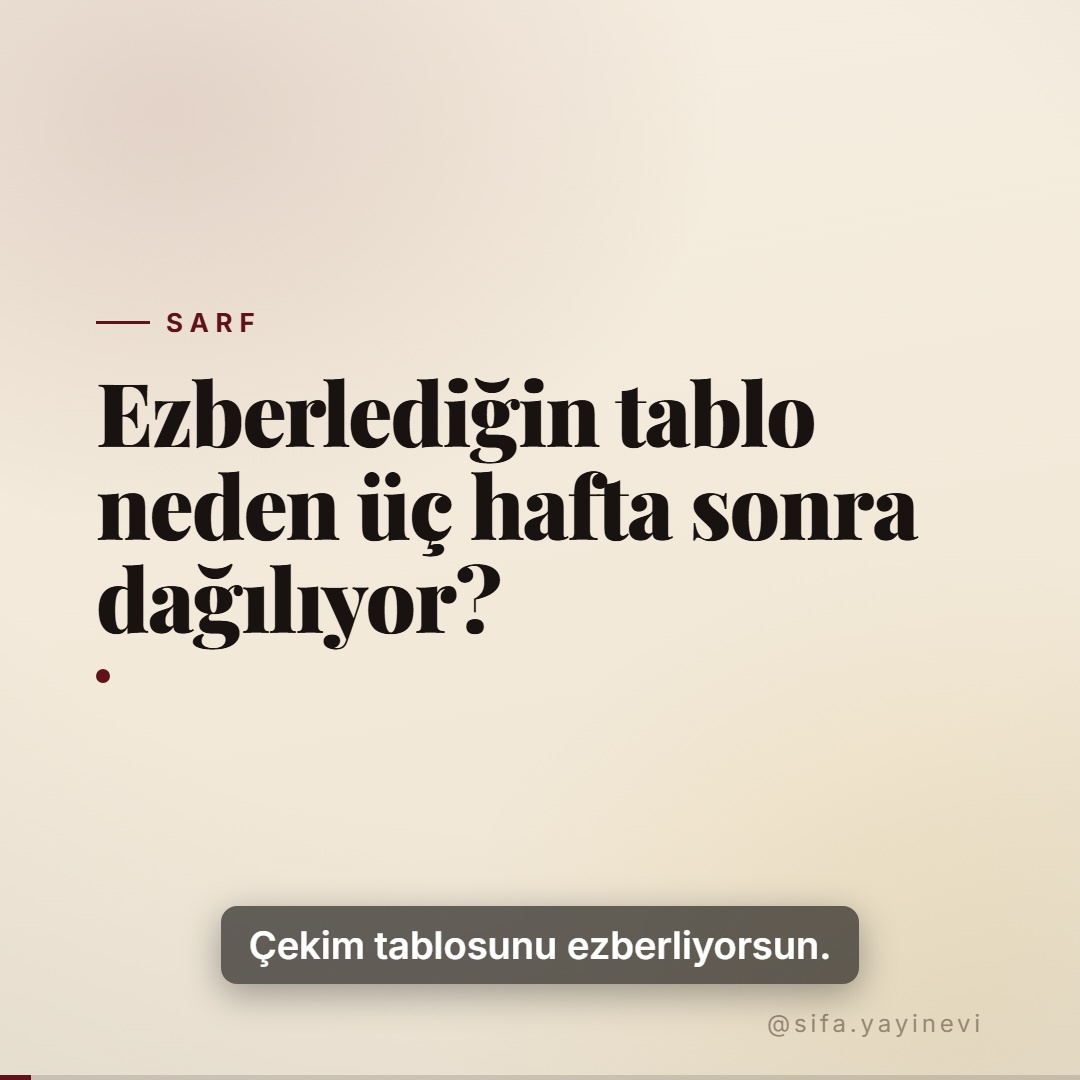 SARF
Ezberlediğin tablo
neden üç hafta sonra
dağılıyor?
Çekim tablosunu ezberliyorsun.
@sifa.yayinevi